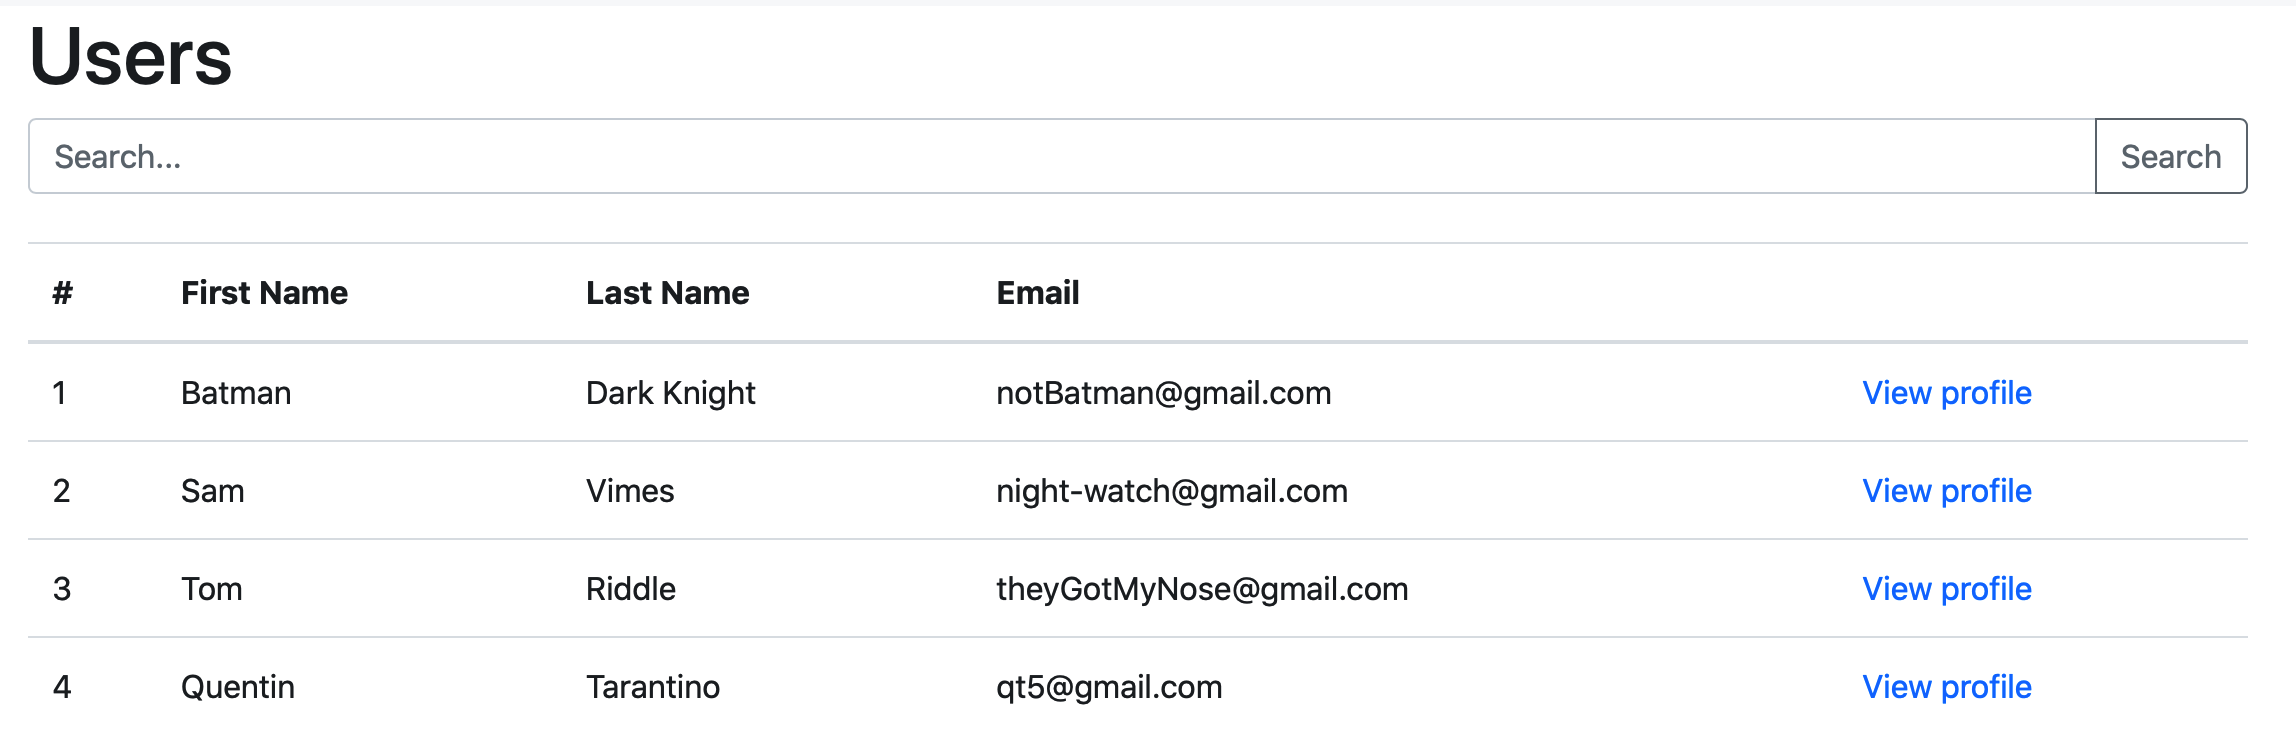 Users
Search...
Search
# First Name Last Name Email
1 Batman Dark Knight notBatman@gmail.com View profile
2 Sam Vimes night-watch@gmail.com View profile
3 Tom Riddle theyGotMyNose@gmail.com View profile
4 Quentin Tarantino qt5@gmail.com View profile